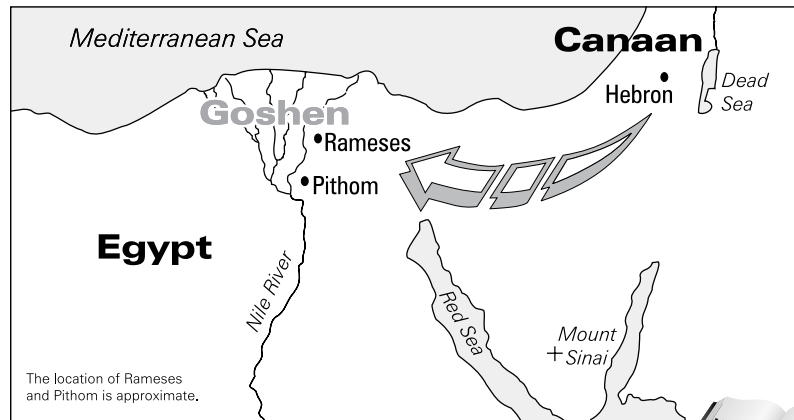 Mediterranean Sea
Canaan
Dead
Sea
Hebron
Goshen
Rameses
Pithom
Egypt
Nile River
Red Sea
Mount
Sinai
The location of Rameses
and Pithom is approximate.